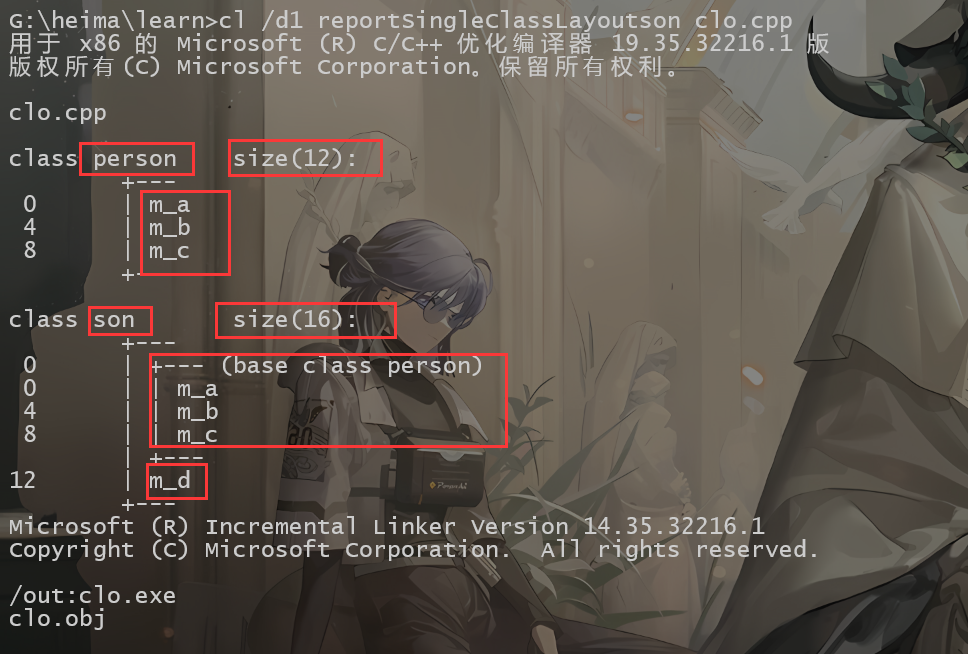 G:\heima\learn>cl /d1 reportSingleClassLayoutson clo.cpp
用于 x86 的 Microsoft (R) C/C++ 优化编译器 19.35.32216.1 版
版权所有(C) Microsoft Corporation。保留所有权利。
clo.cpp
class person    size(12):
        +---
 0      | m_a
 4      | m_b
 8      | m_c
        +-
class son       size(16):
        +---
 0      | +--- (base class person)
 0      | | m_a
 4      | | m_b
 8      | | m_c
        | +---
12      | m_d
        +---
Microsoft (R) Incremental Linker Version 14.35.32216.1
Copyright (C) Microsoft Corporation.  All rights reserved.
/out:clo.exe
clo.obj